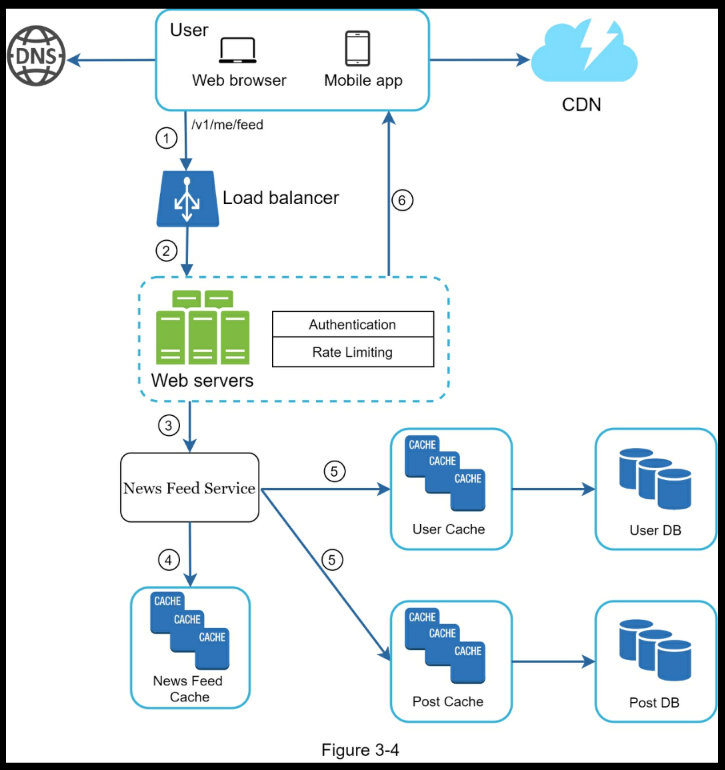 User
DNS
Web browser
Mobile app
CDN
/v1/me/feed
1
Load balancer
6
2
Authentication
Rate Limiting
Web servers
3
CACHE
CACHE
CACHE
5
News Feed Service
User Cache
User DB
4
5
CACHE
CACHE
CACHE
News Feed
Cache
CACHE
CACHE
CACHE
Post Cache
Post DB
Figure 3-4